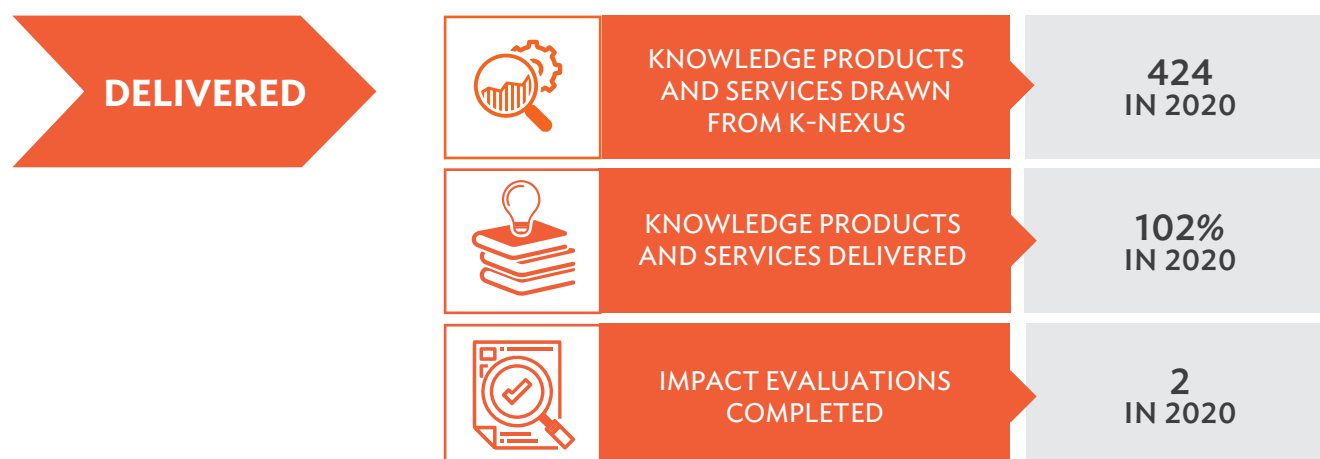 DELIVERED
KNOWLEDGE PRODUCTS
AND SERVICES DRAWN
FROM K-NEXUS
424
IN 2020
KNOWLEDGE PRODUCTS
AND SERVICES DELIVERED
102%
IN 2020
IMPACT EVALUATIONS
COMPLETED
2
IN 2020